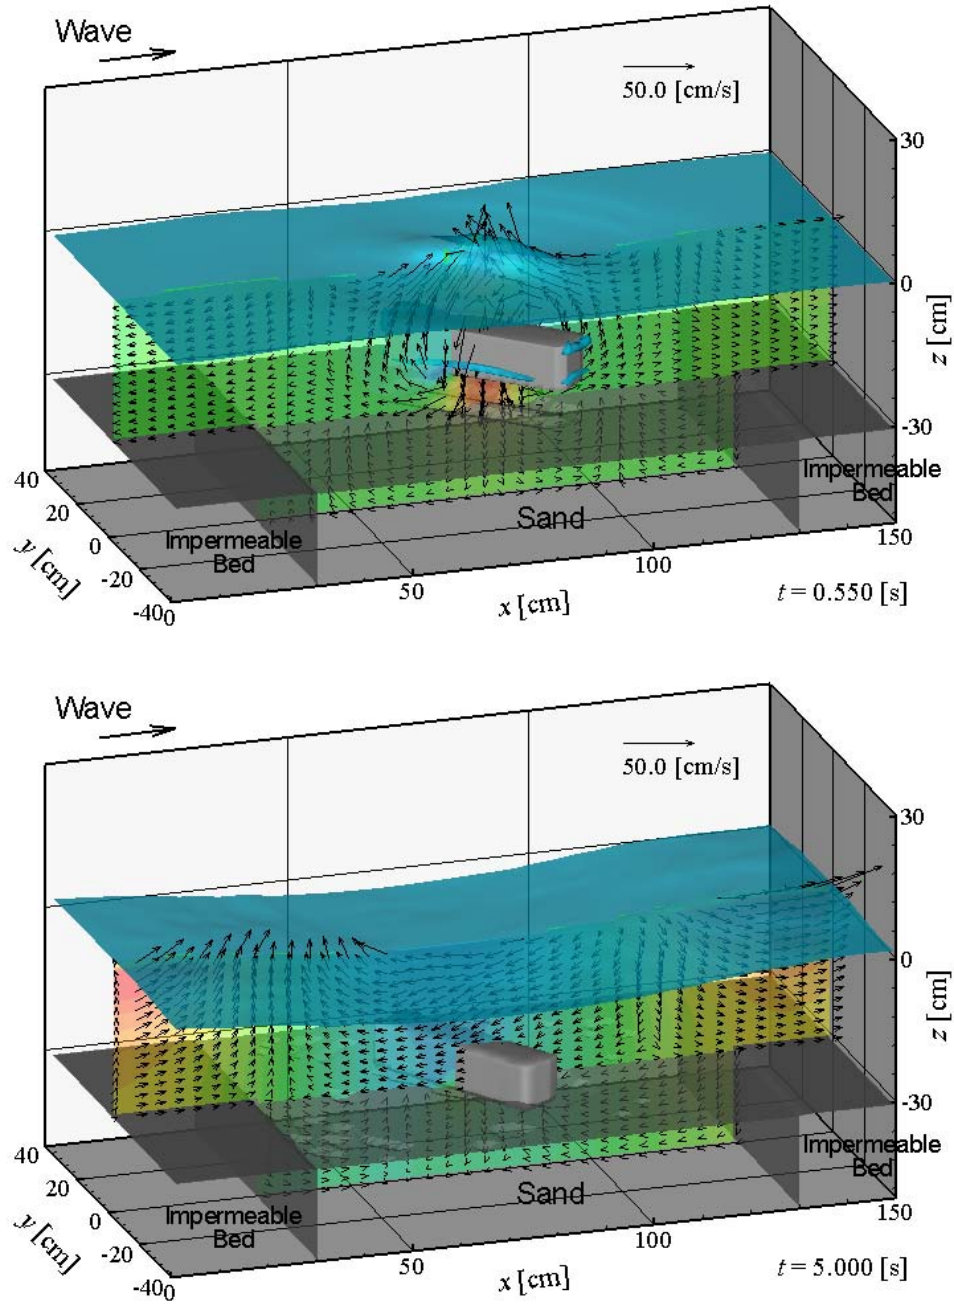 Wave
50.0 [cm/s]
30
0
z [cm]
-30
Impermeable
Bed
150
40
20
0
-20
-40
y [cm]
Impermeable
Bed
Sand
0
50
100
x [cm]
t = 0.550 [s]
Wave
50.0 [cm/s]
30
0
z [cm]
-30
Impermeable
Bed
150
40
20
0
-20
-40
y [cm]
Impermeable
Bed
Sand
0
50
100
x [cm]
t = 5.000 [s]